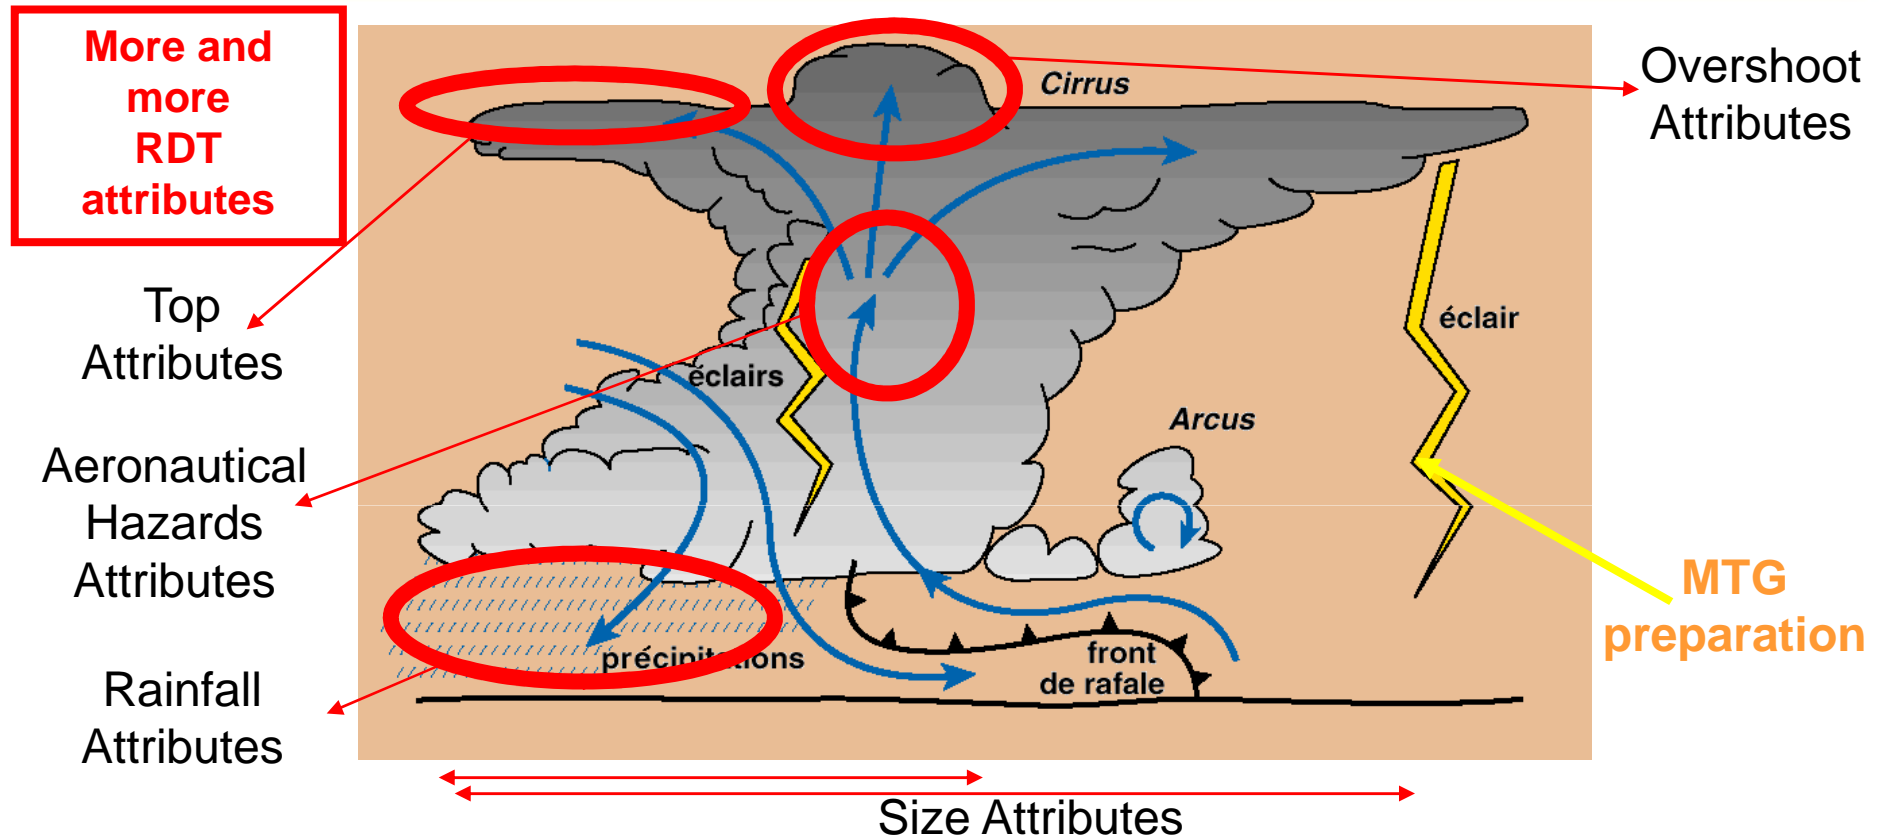 More and
more
RDT
attributes
Overshoot
Attributes
Cirrus
Top
Attributes
éclair
éclairs
Arcus
Aeronautical
Hazards
Attributes
MTG
preparation
précipitations
front
de rafale
Rainfall
Attributes
Size Attributes